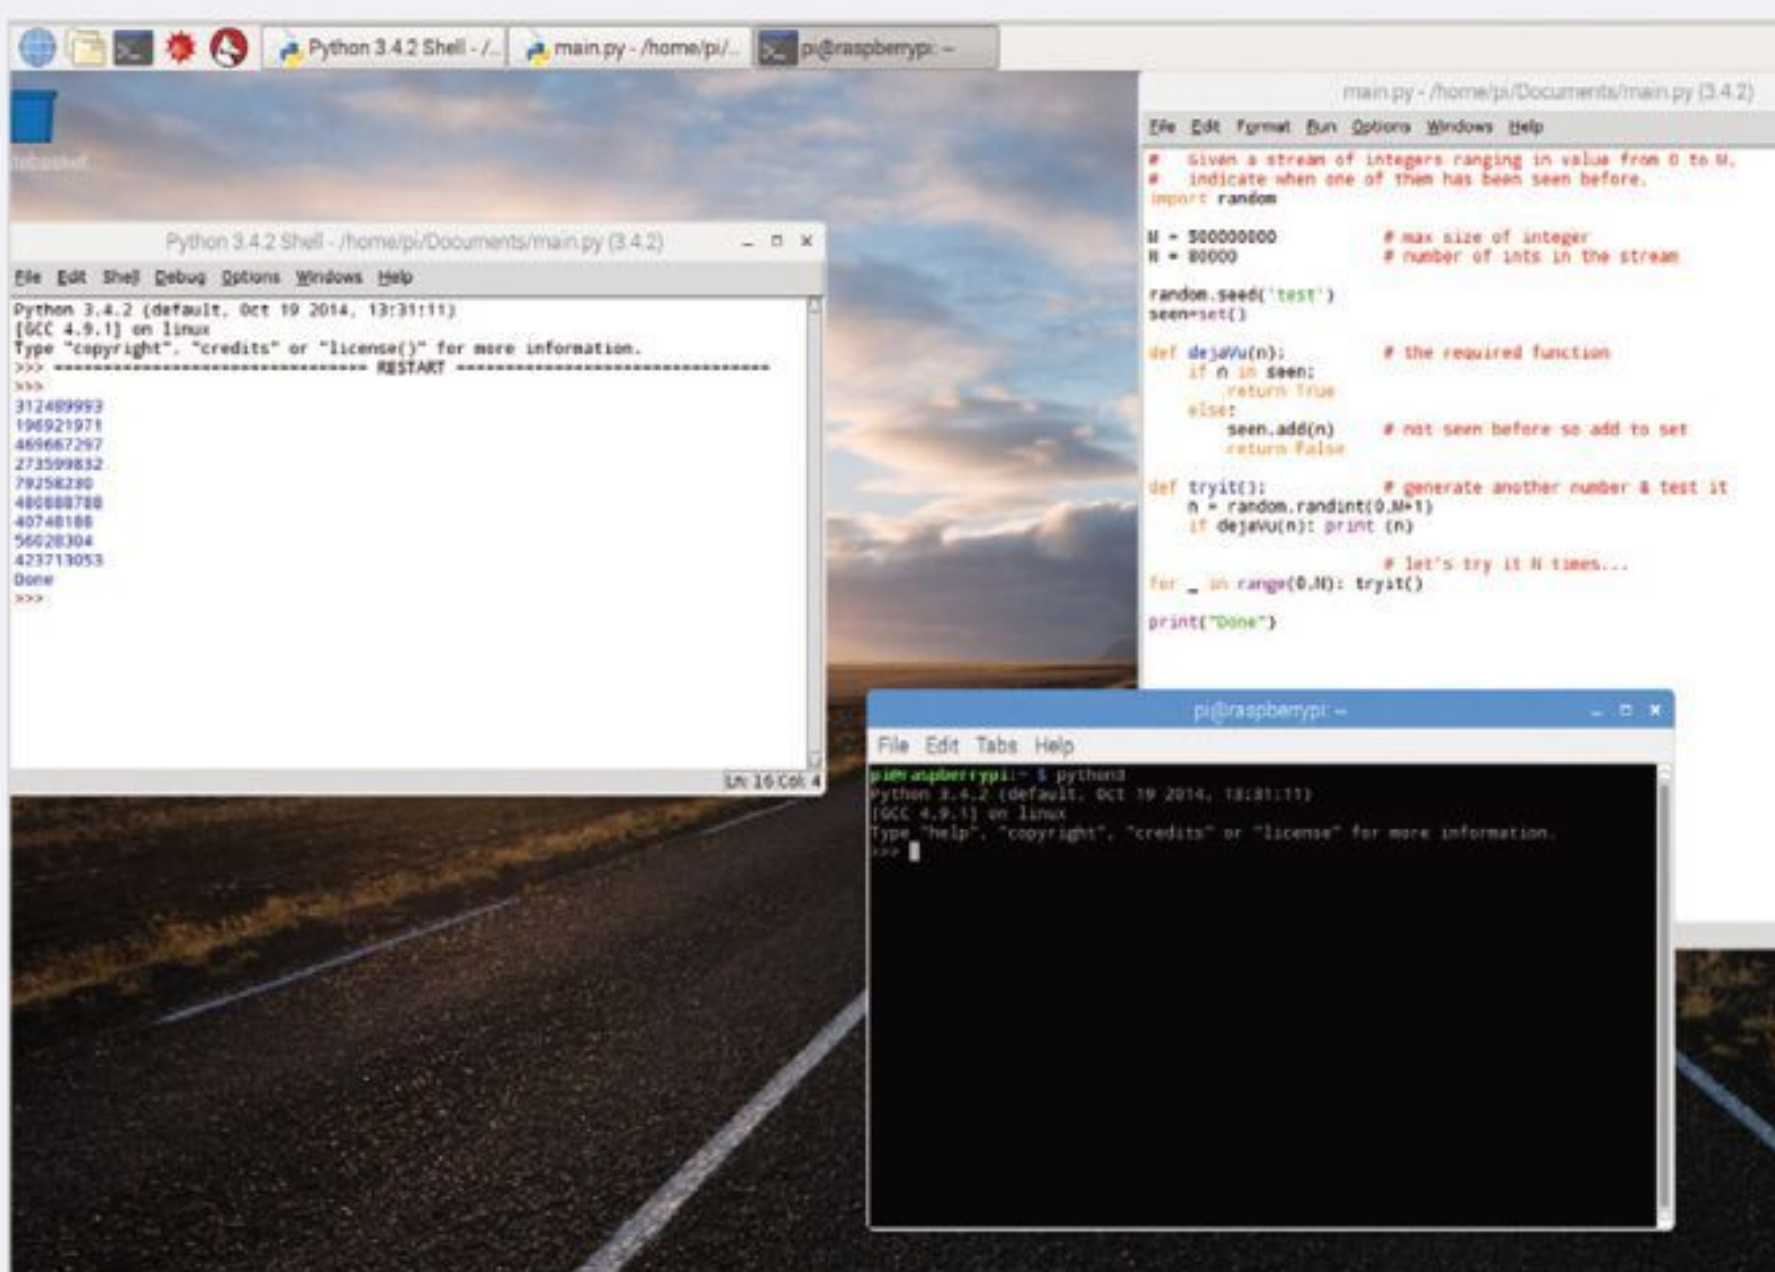 Python 3.4.2 Shell - /...
main.py - /home/pi/...
pi@raspberrypi: ~
Python 3.4.2 Shell - /home/pi/Documents/main.py (3.4.2)
File Edit Shell Debug Options Windows Help
Python 3.4.2 (default, Oct 19 2014, 13:31:11)
[GCC 4.9.1] on linux
Type "copyright", "credits" or "license()" for more information.
>>> ================================ RESTART ================================
>>>
312489993
196921971
469667297
273599832
79258230
480888788
40748188
56028304
423713053
Done
>>>
Ln: 16 Col: 4
main.py - /home/pi/Documents/main.py (3.4.2)
File Edit Format Run Options Windows Help
# Given a stream of integers ranging in value from 0 to M,
# indicate when one of them has been seen before.
import random
M = 500000000 # max size of integer
N = 80000 # number of ints in the stream
random.seed('test')
seen=set()
def dejaVu(n): # the required function
if n in seen:
return True
else:
seen.add(n) # not seen before so add to set
return False
def tryit(): # generate another number & test it
n = random.randint(0,M+1)
if dejaVu(n): print (n)
# let's try it N times...
for _ in range(0,N): tryit()
print("Done")
pi@raspberrypi: ~
File Edit Tabs Help
pi@raspberrypi:~ $ python3
Python 3.4.2 (default, Oct 19 2014, 13:31:11)
[GCC 4.9.1] on linux
Type "help", "copyright", "credits" or "license" for more information.
>>>